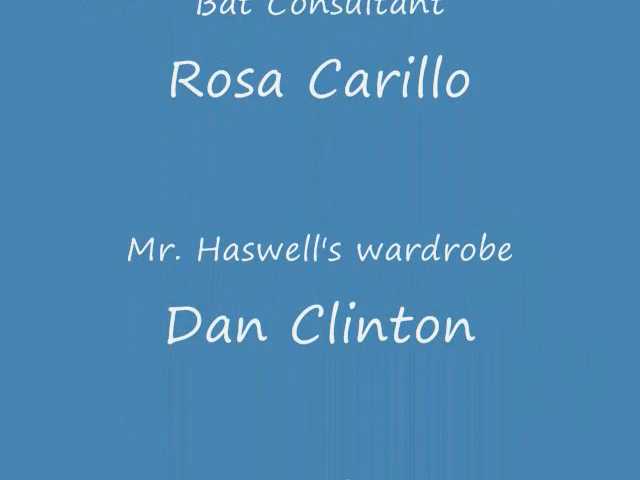 Bat Consultant
Rosa Carillo
Mr. Haswell's wardrobe
Dan Clinton